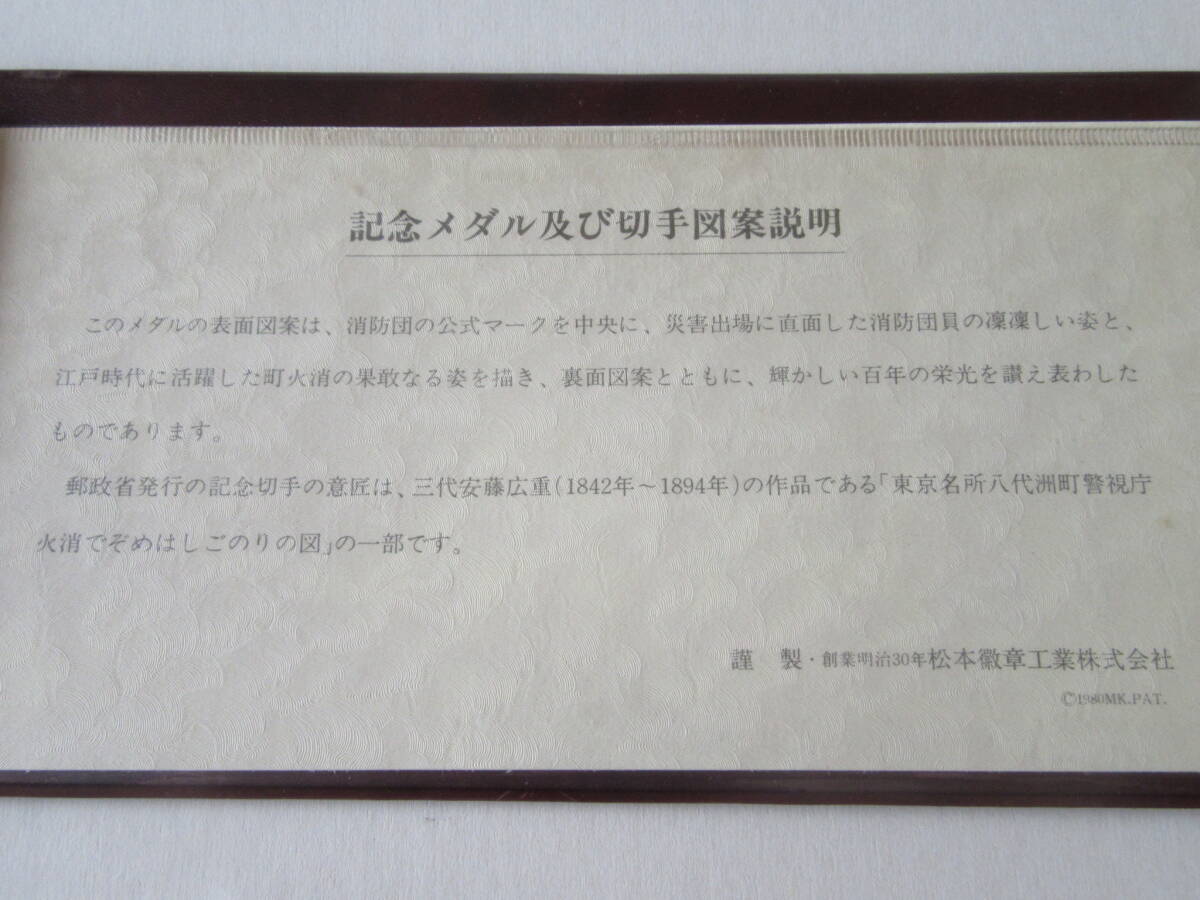 記念メダル及び切手図案説明
このメダルの表面図案は、消防団の公式マークを中央に、災害出場に直面した消防団員の凜凜しい姿と、
江戸時代に活躍した町火消の果敢なる姿を描き、裏面図案とともに、輝かしい百年の栄光を讃え表わした
ものであります。
郵政省発行の記念切手の意匠は、三代安藤広重(1842年～1894年)の作品である「東京名所八代洲町警視庁
火消でぞめはしごのりの図」の一部です。
謹 製・創業明治30年松本徽章工業株式会社
©1980MK.PAT.